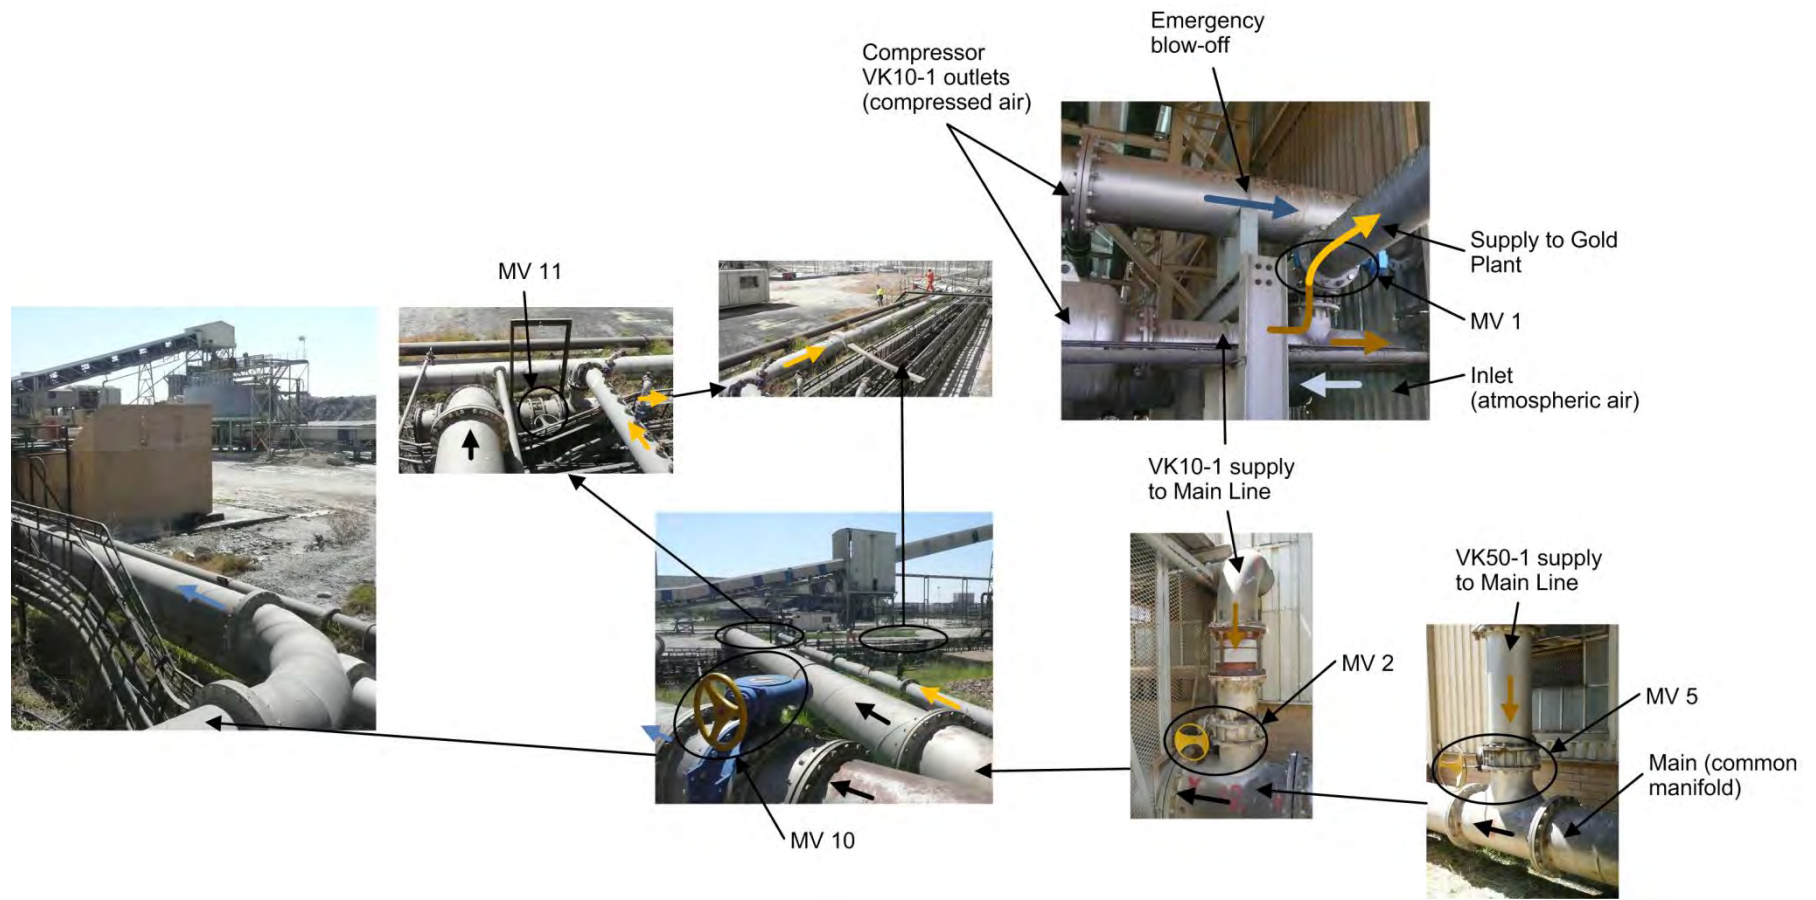 Emergency
blow-off
Compressor
VK10-1 outlets
(compressed air)
Supply to Gold
Plant
MV 1
Inlet
(atmospheric air)
MV 11
VK10-1 supply
to Main Line
VK50-1 supply
to Main Line
MV 2
MV 5
Main (common
manifold)
MV 10